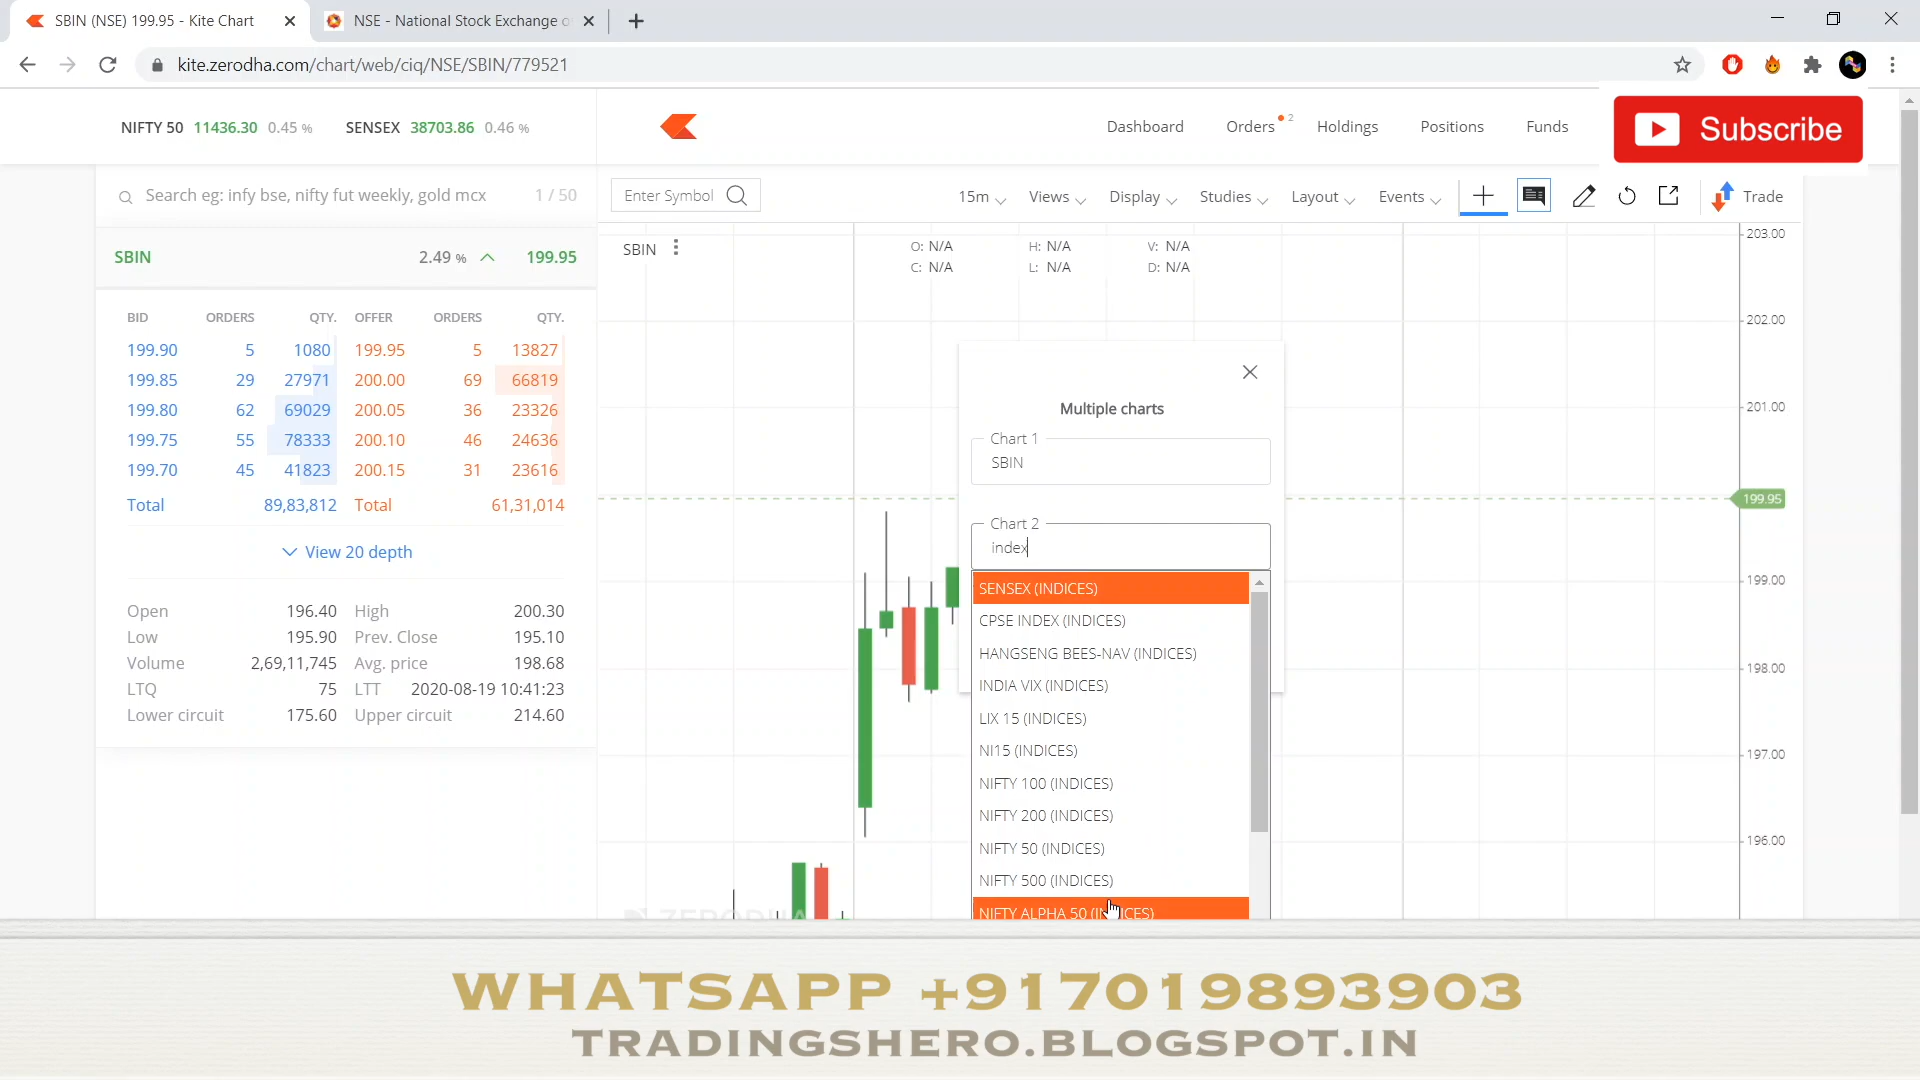 SBIN (NSE) 199.95 - Kite Chart
NSE - National Stock Exchange o
kite.zerodha.com/chart/web/ciq/NSE/SBIN/779521
NIFTY 50 11436.30 0.45 %
SENSEX 38703.86 0.46 %
Dashboard
Orders 2
Holdings
Positions
Funds
Subscribe
Search eg: infy bse, nifty fut weekly, gold mcx
1 / 50
Enter Symbol
15m
Views
Display
Studies
Layout
Events
Trade
SBIN 2.49 % 199.95
BID ORDERS QTY. OFFER ORDERS QTY.
199.90 5 1080 199.95 5 13827
199.85 29 27971 200.00 69 66819
199.80 62 69029 200.05 36 23326
199.75 55 78333 200.10 46 24636
199.70 45 41823 200.15 31 23616
Total 89,83,812 Total 61,31,014
View 20 depth
Open 196.40 High 200.30
Low 195.90 Prev. Close 195.10
Volume 2,69,11,745 Avg. price 198.68
LTQ 75 LTT 2020-08-19 10:41:23
Lower circuit 175.60 Upper circuit 214.60
SBIN
O: N/A H: N/A V: N/A
C: N/A L: N/A D: N/A
Multiple charts
Chart 1
SBIN
Chart 2
index
SENSEX (INDICES)
CPSE INDEX (INDICES)
HANGSENG BEES-NAV (INDICES)
INDIA VIX (INDICES)
LIX 15 (INDICES)
NI15 (INDICES)
NIFTY 100 (INDICES)
NIFTY 200 (INDICES)
NIFTY 50 (INDICES)
NIFTY 500 (INDICES)
NIFTY ALPHA 50 (INDICES)
203.00
202.00
201.00
199.95
199.00
198.00
197.00
196.00
ZERODHA
WHATSAPP +917019893903
TRADINGSHERO.BLOGSPOT.IN